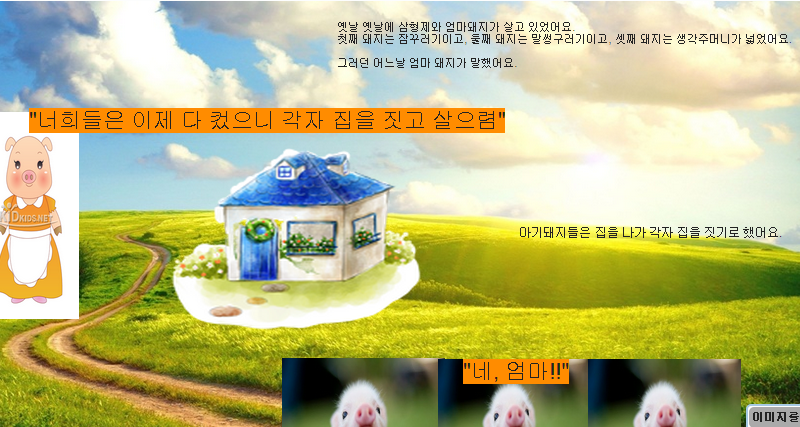 옛날 옛날에 삼형제와 엄마돼지가 살고 있었어요.
첫째 돼지는 잠꾸러기이고, 둘째 돼지는 말썽구러기이고, 셋째 돼지는 생각주머니가 넓었어요.
그러던 어느날 엄마 돼지가 말했어요.
"너희들은 이제 다 컸으니 각자 집을 짓고 살으렴"
KIDKIDS.NET
아기돼지들은 집을 나가 각자 집을 짓기로 했어요.
"네, 엄마!!"
이미지를